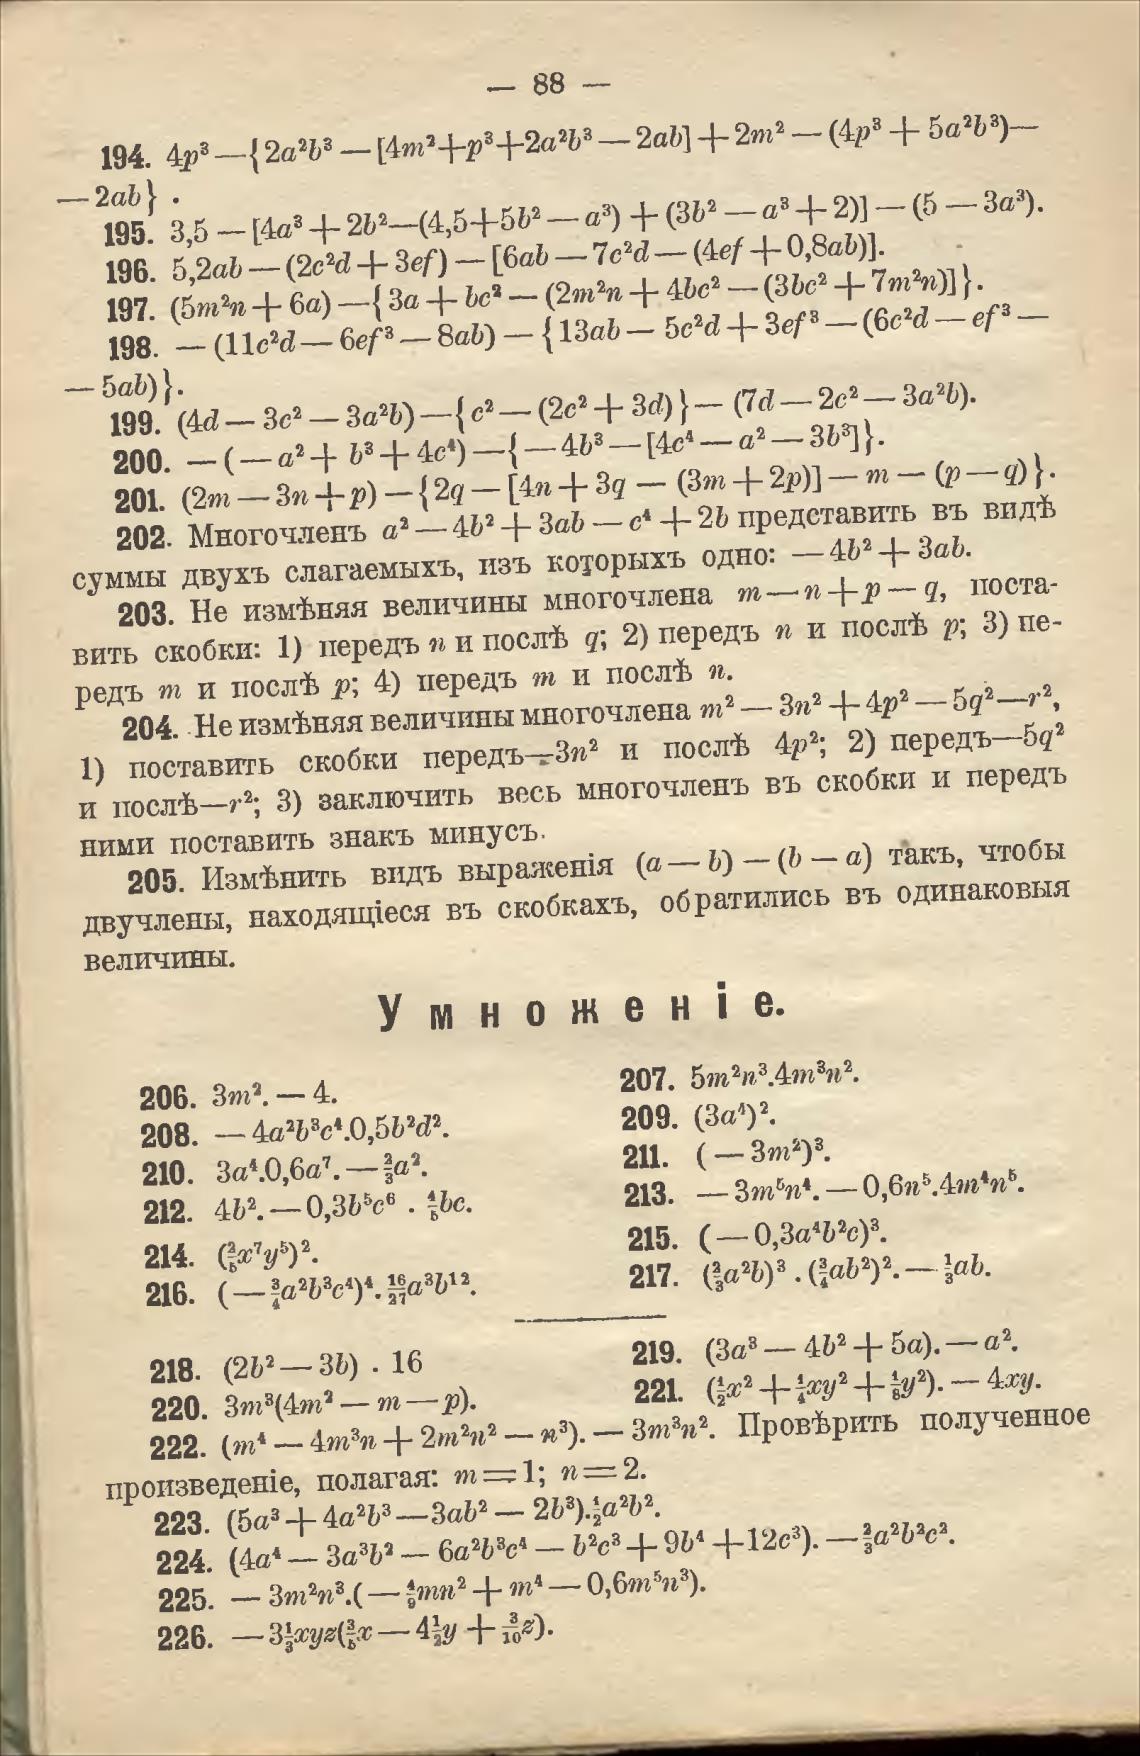 — 88 —
194. 4p³—{2a²b³ — [4m²+p³+2a²b³ — 2ab] + 2m² — (4p³ + 5a²b³)—
— 2ab} .
195. 3,5 — [4a³ + 2b²—(4,5+5b² — a³) + (3b² — a³ + 2)] — (5 — 3a³).
196. 5,2ab — (2c²d + 3ef) — [6ab — 7c²d — (4ef + 0,8ab)].
197. (5m²n + 6a) —{3a + bc² — (2m²n + 4bc² — (3bc² + 7m²n)]}.
198. — (11c²d — 6ef³ — 8ab) — {13ab — 5c²d + 3ef³ — (6c²d — ef³ —
— 5ab)}.
199. (4d — 3c² — 3a²b) —{c² — (2c² + 3d)}— (7d — 2c² — 3a²b).
200. — ( — a² + b³ + 4c⁴) —{ — 4b³ — [4c⁴ — a² — 3b³]}.
201. (2m — 3n + p) — {2q — [4n + 3q — (3m + 2p)] — m — (p — q)}.
202. Многочленъ a² — 4b² + 3ab — c⁴ + 2b представить въ видѣ
суммы двухъ слагаемыхъ, изъ которыхъ одно: — 4b² + 3ab.
203. Не измѣняя величины многочлена m — n + p — q, поста-
вить скобки: 1) передъ n и послѣ q; 2) передъ n и послѣ p; 3) пе-
редъ m и послѣ p; 4) передъ m и послѣ n.
204. Не измѣняя величины многочлена m² — 3n² + 4p² — 5q²—r²,
1) поставить скобки передъ—3n² и послѣ 4p²; 2) передъ—5q²
и послѣ—r²; 3) заключить весь многочленъ въ скобки и передъ
ними поставить знакъ минусъ.
205. Измѣнить видъ выраженія (a — b) — (b — a) такъ, чтобы
двучлены, находящіеся въ скобкахъ, обратились въ одинаковыя
величины.
Умноженіе.
206. 3m². — 4.
207. 5m²n³.4m³n².
208. — 4a²b³c⁴.0,5b²d².
209. (3a⁴)².
210. 3a⁴.0,6a⁷. — ⅔a².
211. ( — 3m²)³.
212. 4b². — 0,3b⁵c⁶ . ⅘bc.
213. — 3m⁵n⁴. — 0,6n⁵.4m⁴n⁵.
214. (⅖x⁷y⁵)².
215. ( — 0,3a⁴b²c)³.
216. ( — ¾a²b³c⁴)⁴. 16/27a³b¹².
217. (⅔a²b)³ . (¾ab²)². — ⅓ab.
218. (2b² — 3b) . 16
219. (3a³ — 4b² + 5a). — a².
220. 3m³(4m² — m — p).
221. (½x² + ¼xy² + ⅛y²). — 4xy.
222. (m⁴ — 4m³n + 2m²n² — n³). — 3m³n². Провѣрить полученное
произведеніе, полагая: m = 1; n = 2.
223. (5a³ + 4a²b³—3ab² — 2b³).½a²b².
224. (4a⁴ — 3a³b² — 6a²b³c⁴ — b²c³ + 9b⁴ +12c³). —⅔a²b²c².
225. — 3m²n³.( — 4/9mn² + m⁴ — 0,6m⁵n³).
226. —3⅓xyz(⅗x — 4½y + 3/10z).